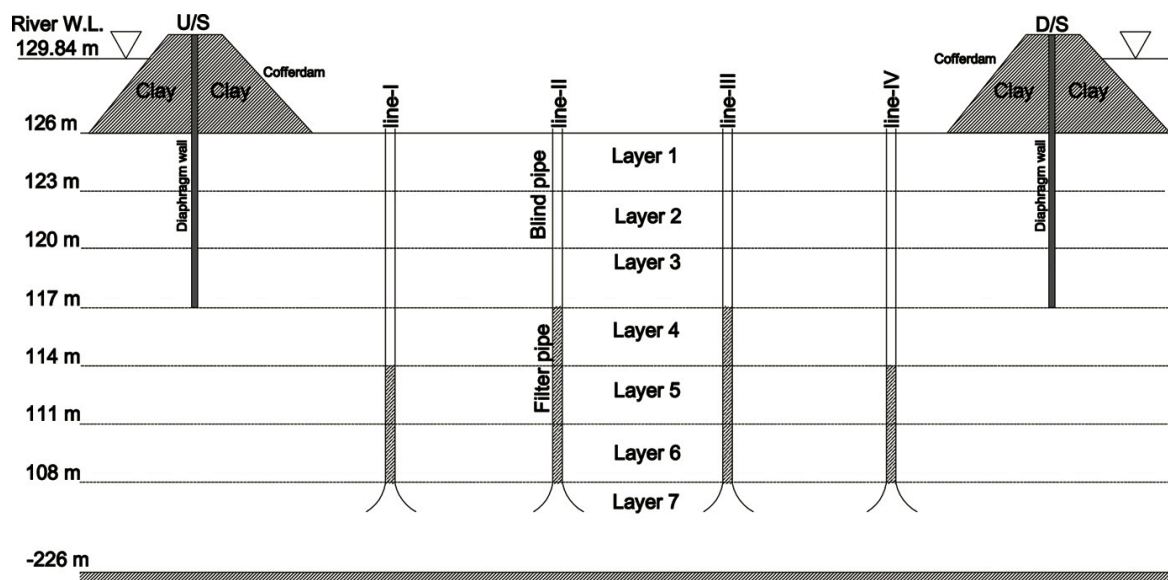 River W.L.
129.84 m
U/S
D/S
Clay
Clay
Cofferdam
Cofferdam
Clay
Clay
line-I
line-II
line-III
line-IV
126 m
Diaphragm wall
Blind pipe
Layer 1
Diaphragm wall
123 m
Layer 2
120 m
Layer 3
117 m
Filter pipe
Layer 4
114 m
Layer 5
111 m
Layer 6
108 m
Layer 7
-226 m